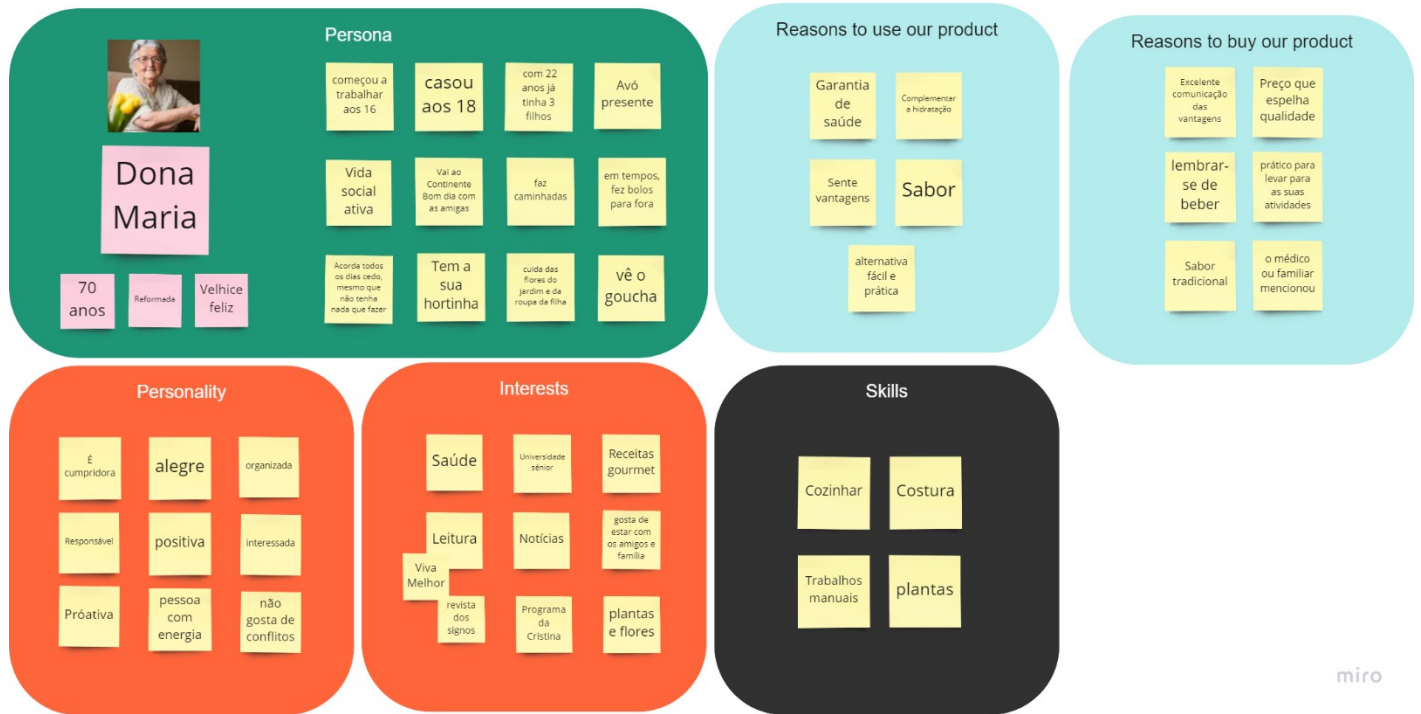 Persona
começou a
trabalhar
aos 16
casou
aos 18
com 22
anos já
tinha 3
filhos
Avó
presente
Dona
Maria
Vida
social
ativa
Vai ao
Continente
Bom dia com
as amigas
faz
caminhadas
em tempos,
fez bolos
para fora
70
anos
Reformada
Velhice
feliz
Acorda todos
os dias cedo,
mesmo que
não tenha
nada que fazer
Tem a
sua
hortinha
cuida das
flores do
jardim e da
roupa da filha
vê o
goucha
Reasons to use our product
Garantia
de
saúde
Complementar
a hidratação
Sente
vantagens
Sabor
alternativa
fácil e
prática
Reasons to buy our product
Excelente
comunicação
das
vantagens
Preço que
espelha
qualidade
lembrar-
se de
beber
prático para
levar para
as suas
atividades
Sabor
tradicional
o médico
ou familiar
mencionou
Personality
É
cumpridora
alegre
organizada
Responsável
positiva
interessada
Próativa
pessoa
com
energia
não
gosta de
conflitos
Interests
Saúde
Universidade
sénior
Receitas
gourmet
Leitura
Notícias
gosta de
estar com
os amigos e
família
Viva
Melhor
revista
dos
signos
Programa
da
Cristina
plantas
e flores
Skills
Cozinhar
Costura
Trabalhos
manuais
plantas
miro